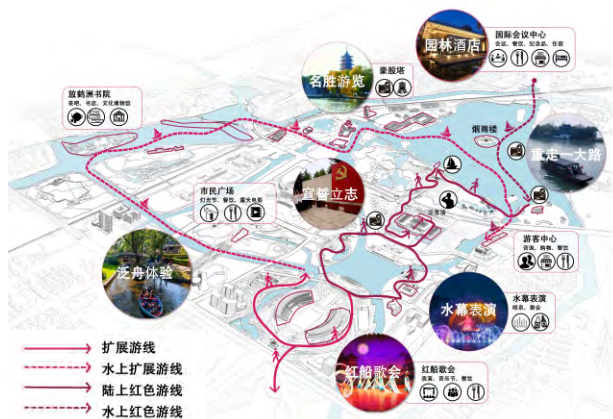 国际会议中心
会议、餐饮、纪念品、住宿
园林酒店
豪股塔
名胜游览
放鹤洲书院
茶吧、书店、文化博物馆
烟雨楼
重走一大路
宣誓立志
市民广场
灯光节、餐饮、露天电影
游客中心
咨询、购物、餐饮
泛舟体验
水幕表演
水幕表演
红船歌会
红船歌会
表演、音乐节、餐饮
扩展游线
水上扩展游线
陆上红色游线
水上红色游线